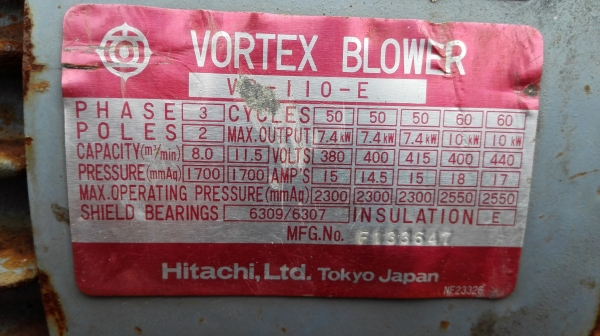 VORTEX BLOWER
-110-E
PHASE 3 CYCLES 50 50 50 60 60
POLES 2 MAX.OUTPUT 7.4kW 7.4kW 7.4kW 10kW 10kW
CAPACITY(m³/min) 8.0 11.5 VOLTS 380 400 415 400 440
PRESSURE(mmAq) 1700 1700 AMP'S 15 14.5 15 18 17
MAX.OPERATING PRESSURE(mmAq) 2300 2300 2300 2550 2550
SHIELD BEARINGS 6309/6307 INSULATION E
MFG.No. F133647
Hitachi,Ltd. Tokyo Japan
NE23326